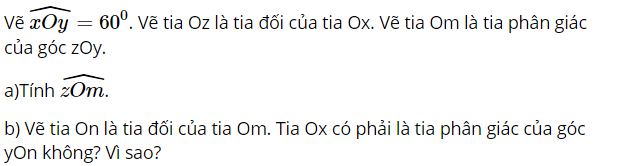 Vẽ $\widehat{xOy} = 60^0$. Vẽ tia Oz là tia đối của tia Ox. Vẽ tia Om là tia phân giác
của góc zOy.
a)Tính $\widehat{zOm}$.
b) Vẽ tia On là tia đối của tia Om. Tia Ox có phải là tia phân giác của góc
yOn không? Vì sao?